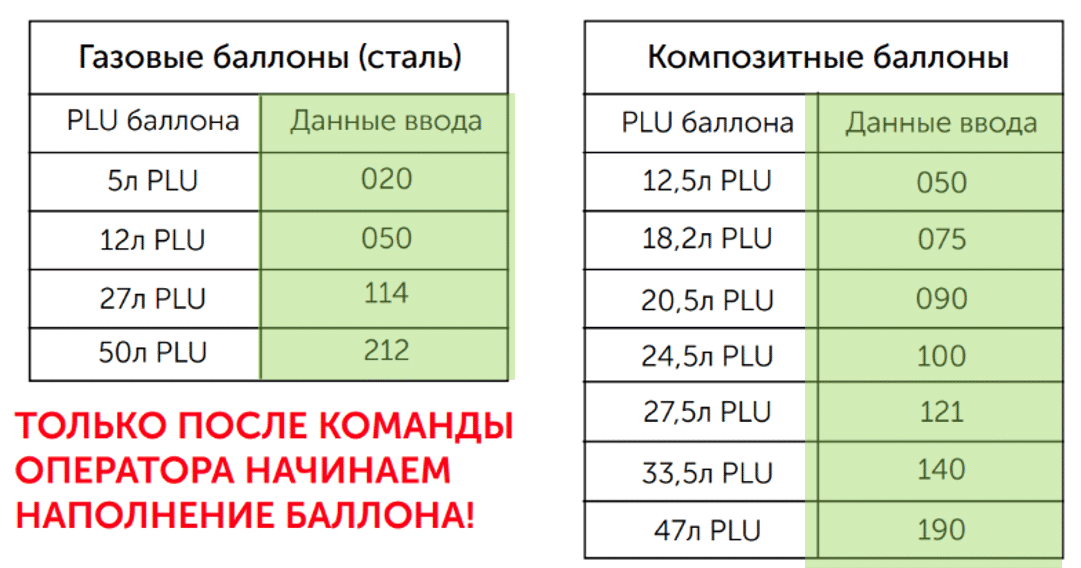 Газовые баллоны (сталь)
PLU баллона Данные ввода
5л PLU 020
12л PLU 050
27л PLU 114
50л PLU 212
ТОЛЬКО ПОСЛЕ КОМАНДЫ
ОПЕРАТОРА НАЧИНАЕМ
НАПОЛНЕНИЕ БАЛЛОНА!
Композитные баллоны
PLU баллона Данные ввода
12,5л PLU 050
18,2л PLU 075
20,5л PLU 090
24,5л PLU 100
27,5л PLU 121
33,5л PLU 140
47л PLU 190